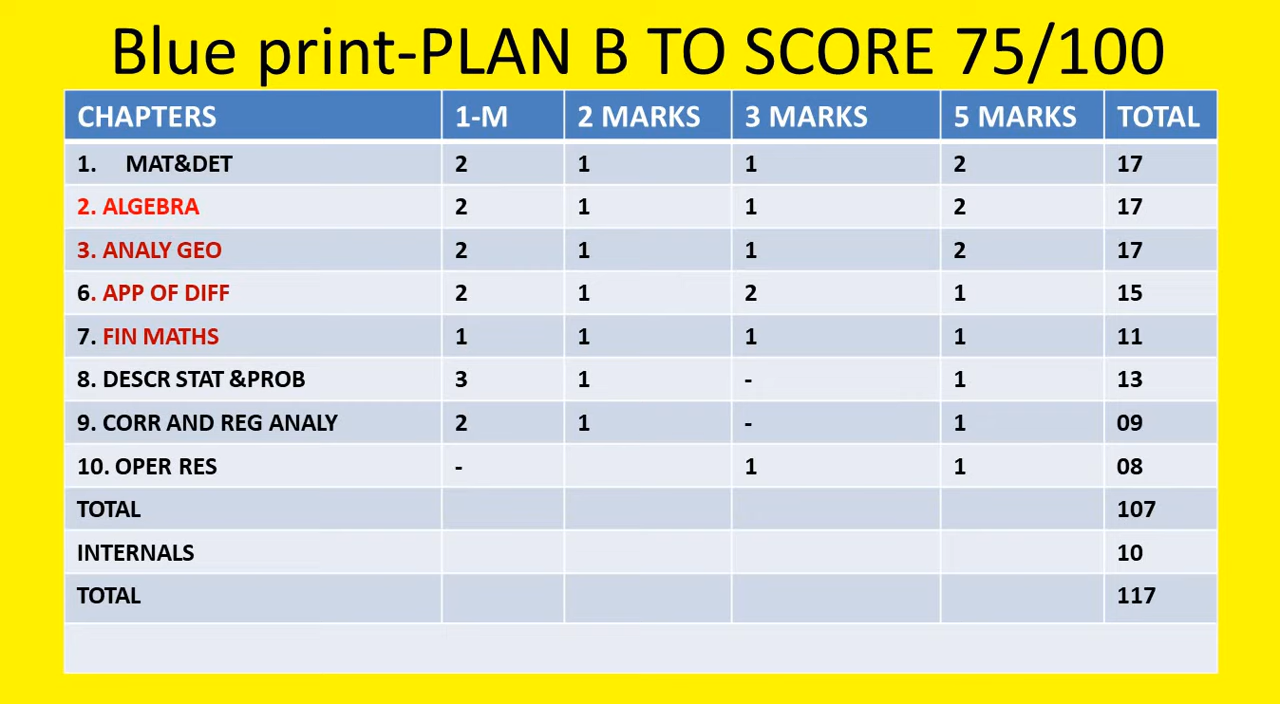 Blue print-PLAN B TO SCORE 75/100
CHAPTERS 1-M 2 MARKS 3 MARKS 5 MARKS TOTAL
1. MAT&DET 2 1 1 2 17
2. ALGEBRA 2 1 1 2 17
3. ANALY GEO 2 1 1 2 17
6. APP OF DIFF 2 1 2 1 15
7. FIN MATHS 1 1 1 1 11
8. DESCR STAT &PROB 3 1 - 1 13
9. CORR AND REG ANALY 2 1 - 1 09
10. OPER RES - 1 1 08
TOTAL 107
INTERNALS 10
TOTAL 117